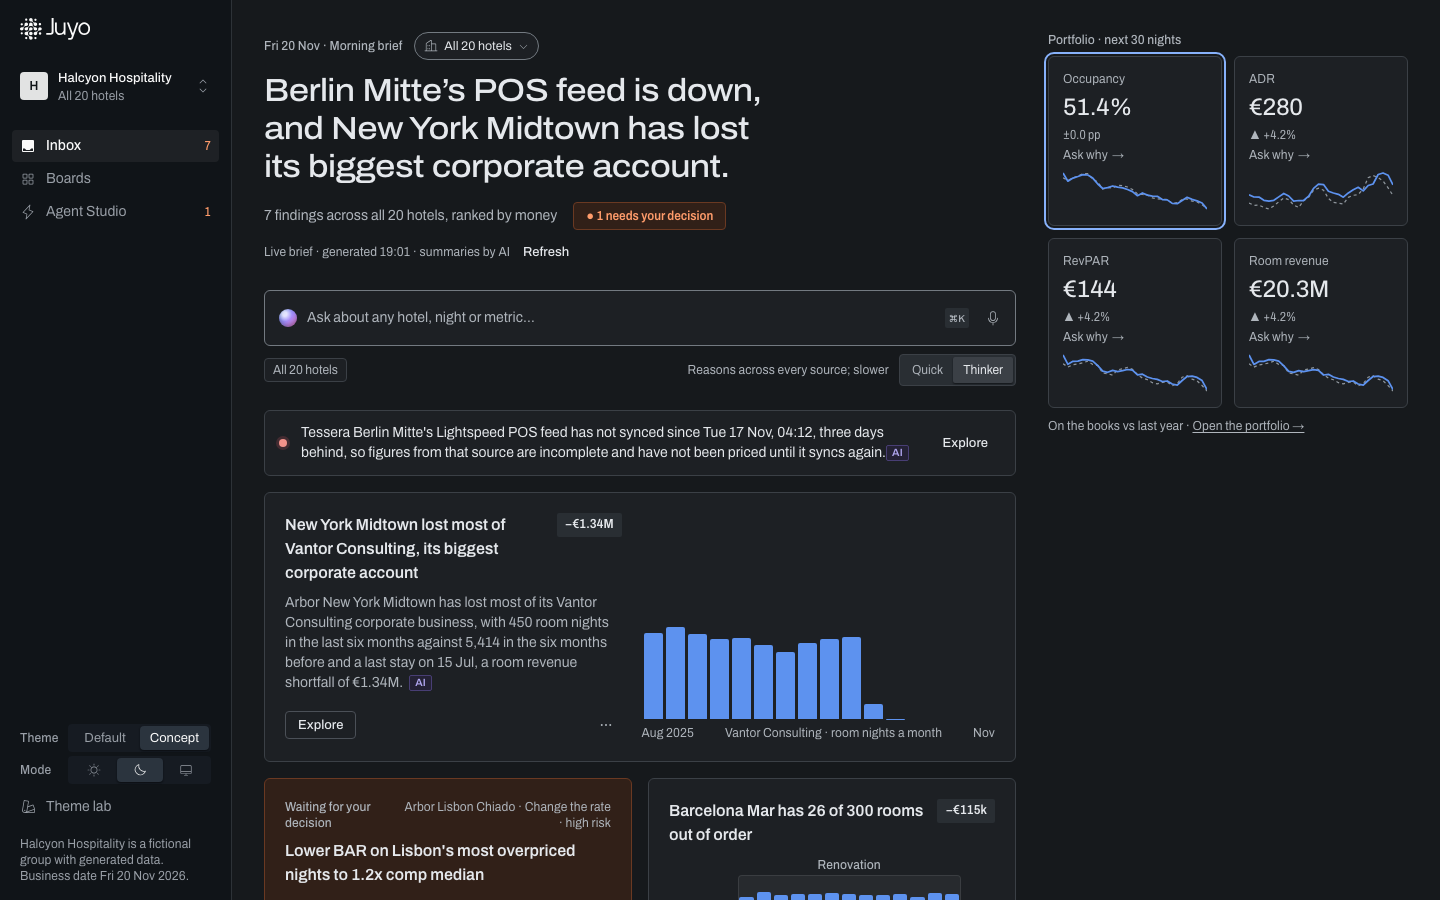 Juyo
H
Halcyon Hospitality
All 20 hotels
Inbox 7
Boards
Agent Studio 1
Theme Default Concept
Mode
Theme lab
Halcyon Hospitality is a fictional
group with generated data.
Business date Fri 20 Nov 2026.
Fri 20 Nov · Morning brief All 20 hotels
Berlin Mitte’s POS feed is down,
and New York Midtown has lost
its biggest corporate account.
7 findings across all 20 hotels, ranked by money ● 1 needs your decision
Live brief · generated 19:01 · summaries by AI Refresh
Ask about any hotel, night or metric... ⌘K
All 20 hotels Reasons across every source; slower Quick Thinker
Tessera Berlin Mitte's Lightspeed POS feed has not synced since Tue 17 Nov, 04:12, three days
behind, so figures from that source are incomplete and have not been priced until it syncs again. AI
Explore
New York Midtown lost most of
Vantor Consulting, its biggest
corporate account
−€1.34M
Arbor New York Midtown has lost most of its Vantor
Consulting corporate business, with 450 room nights
in the last six months against 5,414 in the six months
before and a last stay on 15 Jul, a room revenue
shortfall of €1.34M. AI
Explore ...
Aug 2025 Vantor Consulting · room nights a month Nov
Waiting for your
decision
Arbor Lisbon Chiado · Change the rate
· high risk
Lower BAR on Lisbon's most overpriced
nights to 1.2x comp median
Barcelona Mar has 26 of 300 rooms
out of order
−€115k
Renovation
Portfolio · next 30 nights
Occupancy
51.4%
±0.0 pp
Ask why →
ADR
€280
▲ +4.2%
Ask why →
RevPAR
€144
▲ +4.2%
Ask why →
Room revenue
€20.3M
▲ +4.2%
Ask why →
On the books vs last year · Open the portfolio →